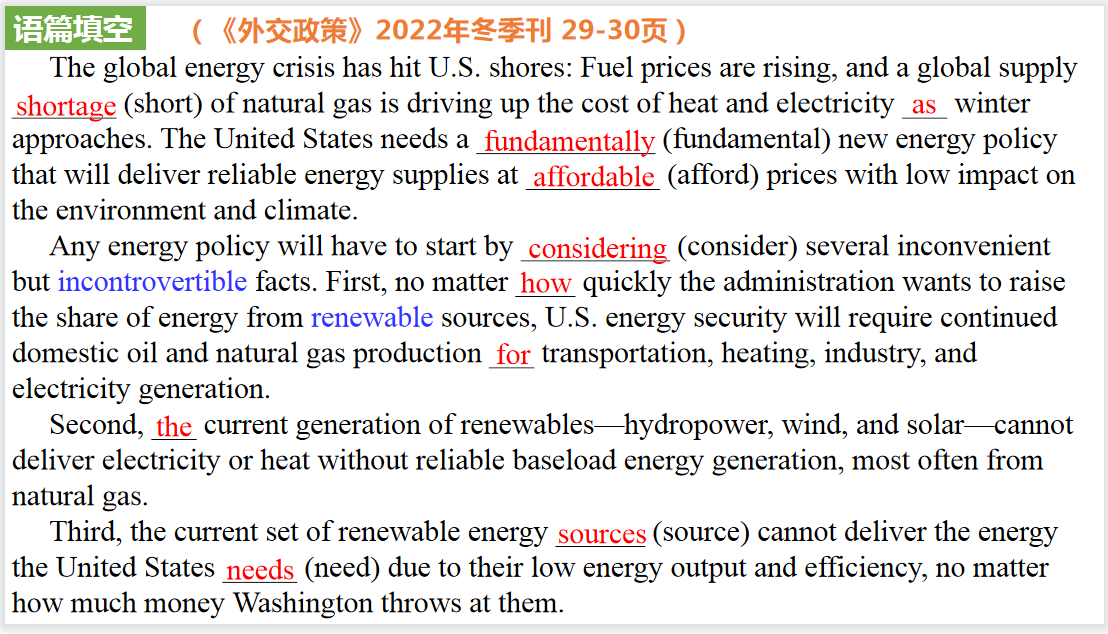 语篇填空 （《外交政策》2022年冬季刊 29-30页）
The global energy crisis has hit U.S. shores: Fuel prices are rising, and a global supply
shortage (short) of natural gas is driving up the cost of heat and electricity as winter
approaches. The United States needs a fundamentally (fundamental) new energy policy
that will deliver reliable energy supplies at affordable (afford) prices with low impact on
the environment and climate.
Any energy policy will have to start by considering (consider) several inconvenient
but incontrovertible facts. First, no matter how quickly the administration wants to raise
the share of energy from renewable sources, U.S. energy security will require continued
domestic oil and natural gas production for transportation, heating, industry, and
electricity generation.
Second, the current generation of renewables—hydropower, wind, and solar—cannot
deliver electricity or heat without reliable baseload energy generation, most often from
natural gas.
Third, the current set of renewable energy sources (source) cannot deliver the energy
the United States needs (need) due to their low energy output and efficiency, no matter
how much money Washington throws at them.